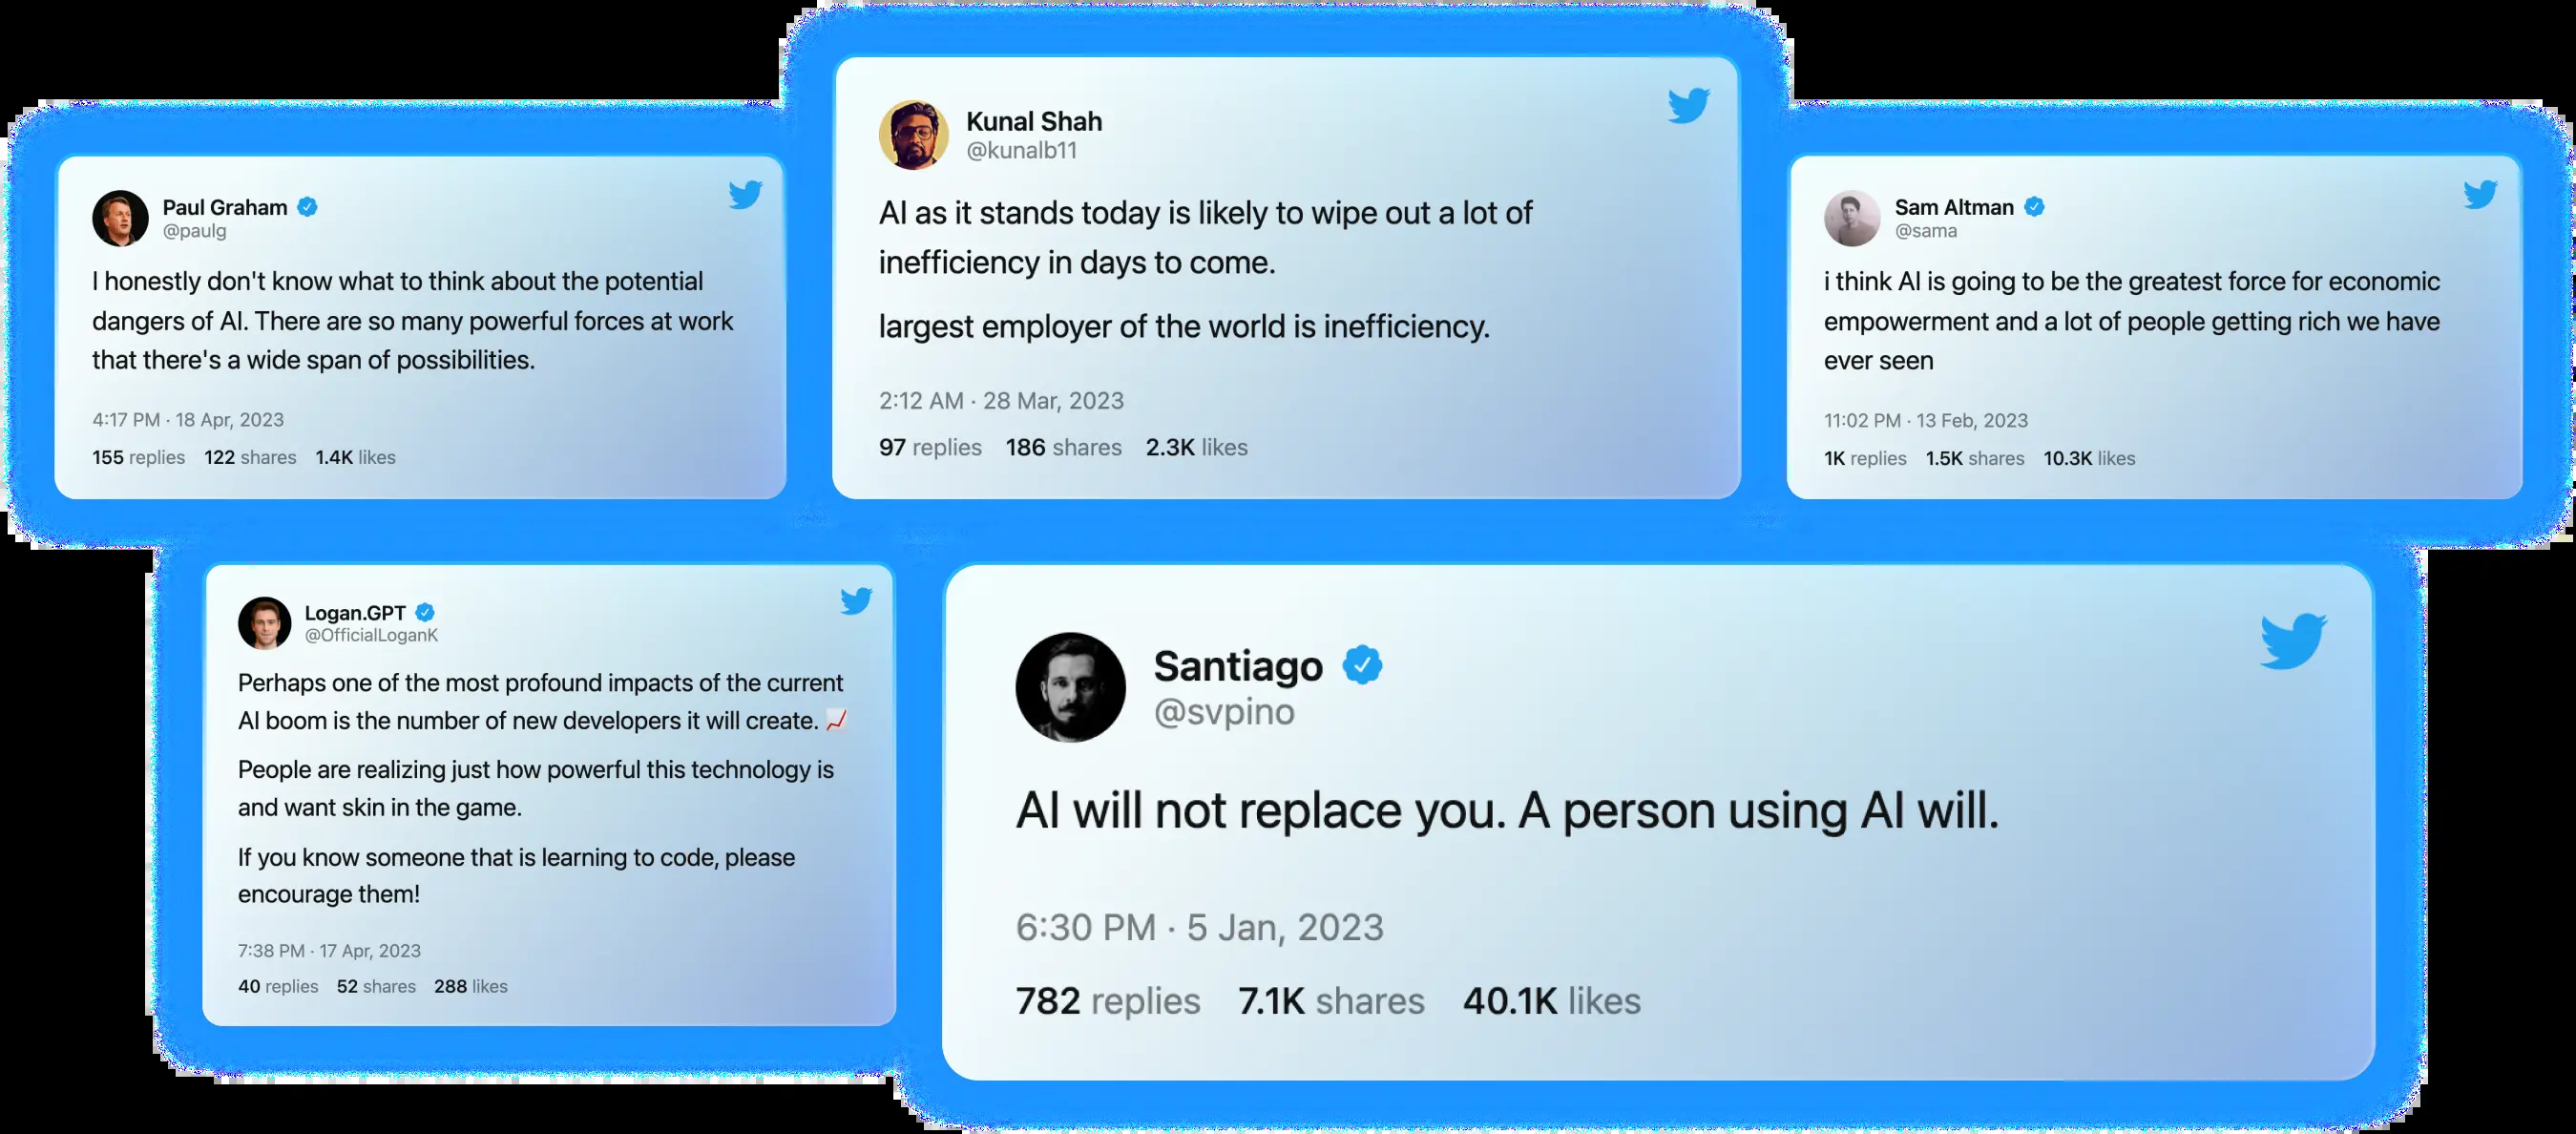 Paul Graham
@paulg
I honestly don't know what to think about the potential
dangers of AI. There are so many powerful forces at work
that there's a wide span of possibilities.
4:17 PM · 18 Apr, 2023
155 replies 122 shares 1.4K likes
Kunal Shah
@kunalb11
AI as it stands today is likely to wipe out a lot of
inefficiency in days to come.
largest employer of the world is inefficiency.
2:12 AM · 28 Mar, 2023
97 replies 186 shares 2.3K likes
Sam Altman
@sama
i think AI is going to be the greatest force for economic
empowerment and a lot of people getting rich we have
ever seen
11:02 PM · 13 Feb, 2023
1K replies 1.5K shares 10.3K likes
Logan.GPT
@OfficialLoganK
Perhaps one of the most profound impacts of the current
AI boom is the number of new developers it will create. 📈
People are realizing just how powerful this technology is
and want skin in the game.
If you know someone that is learning to code, please
encourage them!
7:38 PM · 17 Apr, 2023
40 replies 52 shares 288 likes
Santiago
@svpino
AI will not replace you. A person using AI will.
6:30 PM · 5 Jan, 2023
782 replies 7.1K shares 40.1K likes